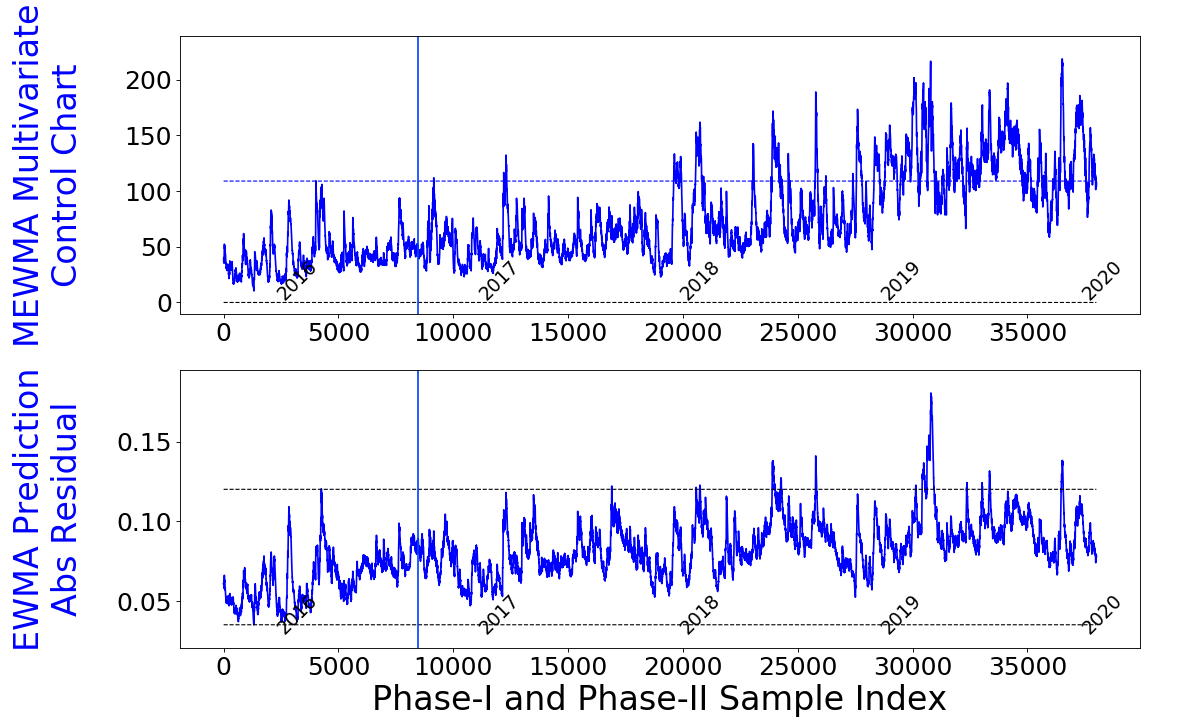 MEWMA Multivariate
Control Chart
200
150
100
50
0
2016
2017
2018
2019
2020
0 5000 10000 15000 20000 25000 30000 35000
EWMA Prediction
Abs Residual
0.15
0.10
0.05
2016
2017
2018
2019
2020
0 5000 10000 15000 20000 25000 30000 35000
Phase-I and Phase-II Sample Index